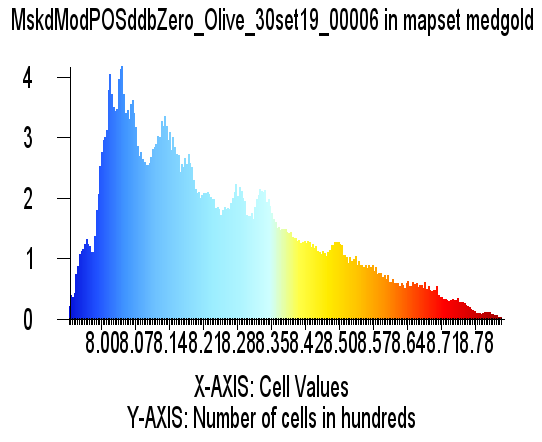 MskdModPOSddbZero_Olive_30set19_00006 in mapset medgold
4
3
2
1
0
8.008.078.148.218.288.358.428.508.578.648.718.78
X-AXIS: Cell Values
Y-AXIS: Number of cells in hundreds